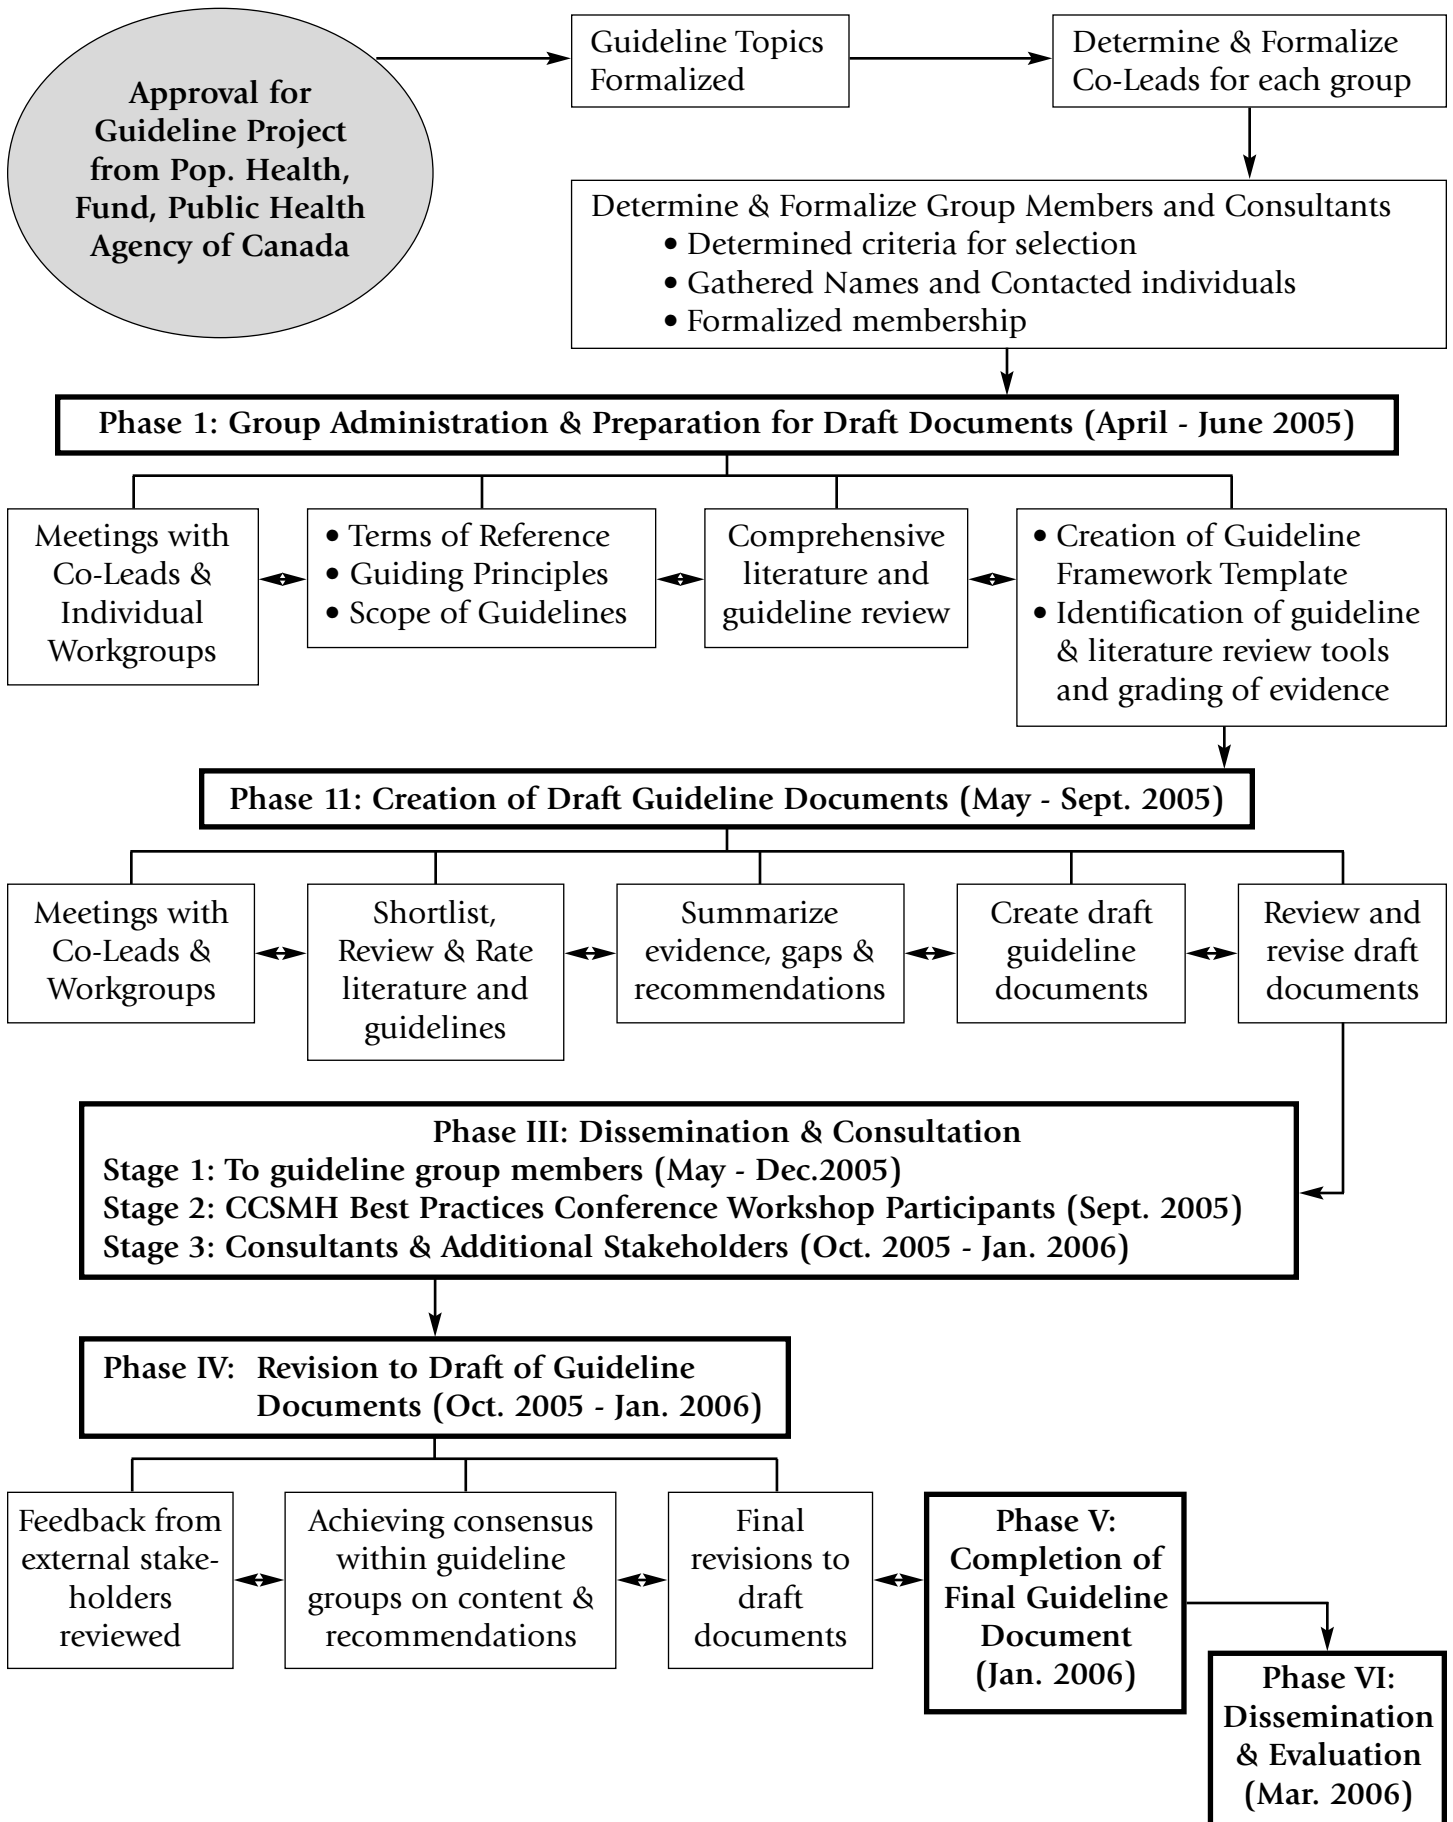 Approval for
Guideline Project
from Pop. Health,
Fund, Public Health
Agency of Canada
Guideline Topics
Formalized
Determine & Formalize
Co-Leads for each group
Determine & Formalize Group Members and Consultants
• Determined criteria for selection
• Gathered Names and Contacted individuals
• Formalized membership
Phase 1: Group Administration & Preparation for Draft Documents (April - June 2005)
Meetings with
Co-Leads &
Individual
Workgroups
• Terms of Reference
• Guiding Principles
• Scope of Guidelines
Comprehensive
literature and
guideline review
• Creation of Guideline
Framework Template
• Identification of guideline
& literature review tools
and grading of evidence
Phase 11: Creation of Draft Guideline Documents (May - Sept. 2005)
Meetings with
Co-Leads &
Workgroups
Shortlist,
Review & Rate
literature and
guidelines
Summarize
evidence, gaps &
recommendations
Create draft
guideline
documents
Review and
revise draft
documents
Phase III: Dissemination & Consultation
Stage 1: To guideline group members (May - Dec.2005)
Stage 2: CCSMH Best Practices Conference Workshop Participants (Sept. 2005)
Stage 3: Consultants & Additional Stakeholders (Oct. 2005 - Jan. 2006)
Phase IV: Revision to Draft of Guideline
Documents (Oct. 2005 - Jan. 2006)
Feedback from
external stake-
holders
reviewed
Achieving consensus
within guideline
groups on content &
recommendations
Final
revisions to
draft
documents
Phase V:
Completion of
Final Guideline
Document
(Jan. 2006)
Phase VI:
Dissemination
& Evaluation
(Mar. 2006)